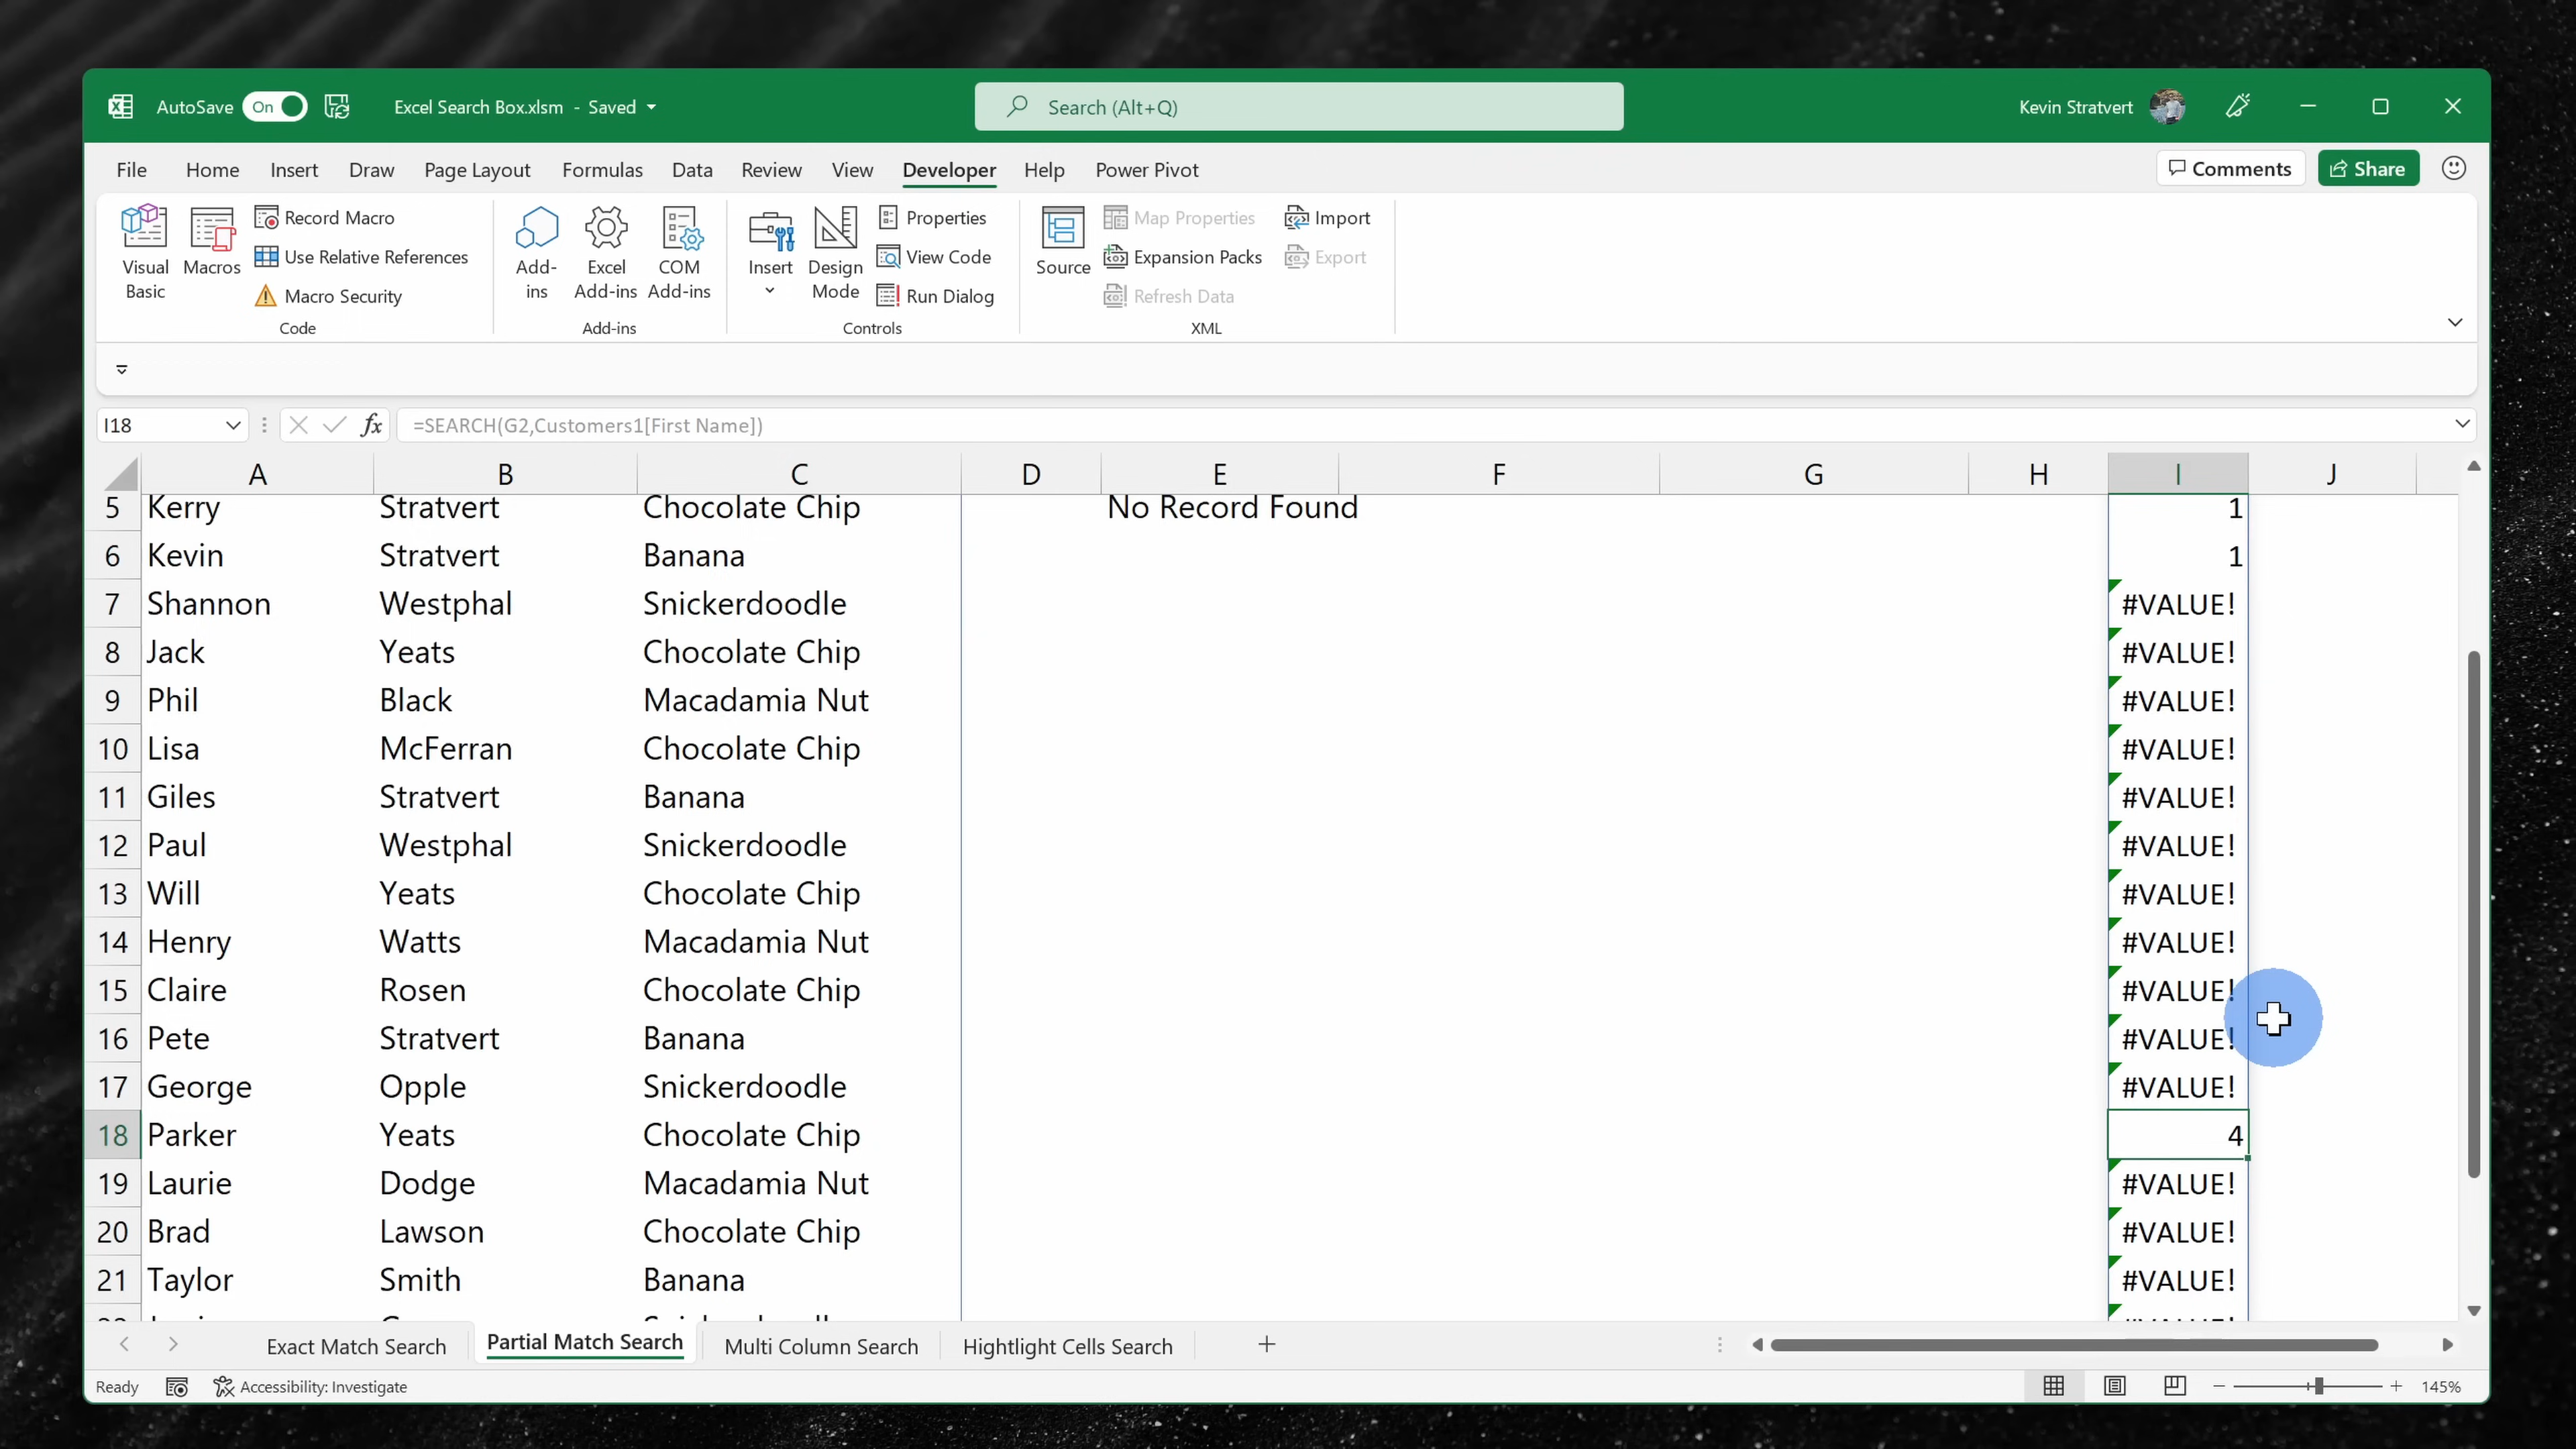 AutoSave On Excel Search Box.xlsm - Saved Search (Alt+Q) Kevin Stratvert
File Home Insert Draw Page Layout Formulas Data Review View Developer Help Power Pivot Comments Share
Visual Basic Macros Record Macro Use Relative References Macro Security Code
Add-ins Excel Add-ins COM Add-ins Add-ins
Insert Design Mode Properties View Code Run Dialog Controls
Source Map Properties Expansion Packs Refresh Data Import Export XML
I18 fx =SEARCH(G2,Customers1[First Name])
A B C D E F G H I J
5 Kerry Stratvert Chocolate Chip No Record Found 1
6 Kevin Stratvert Banana 1
7 Shannon Westphal Snickerdoodle #VALUE!
8 Jack Yeats Chocolate Chip #VALUE!
9 Phil Black Macadamia Nut #VALUE!
10 Lisa McFerran Chocolate Chip #VALUE!
11 Giles Stratvert Banana #VALUE!
12 Paul Westphal Snickerdoodle #VALUE!
13 Will Yeats Chocolate Chip #VALUE!
14 Henry Watts Macadamia Nut #VALUE!
15 Claire Rosen Chocolate Chip #VALUE!
16 Pete Stratvert Banana #VALUE!
17 George Opple Snickerdoodle #VALUE!
18 Parker Yeats Chocolate Chip 4
19 Laurie Dodge Macadamia Nut #VALUE!
20 Brad Lawson Chocolate Chip #VALUE!
21 Taylor Smith Banana #VALUE!
Exact Match Search Partial Match Search Multi Column Search Hightlight Cells Search
Ready Accessibility: Investigate 145%